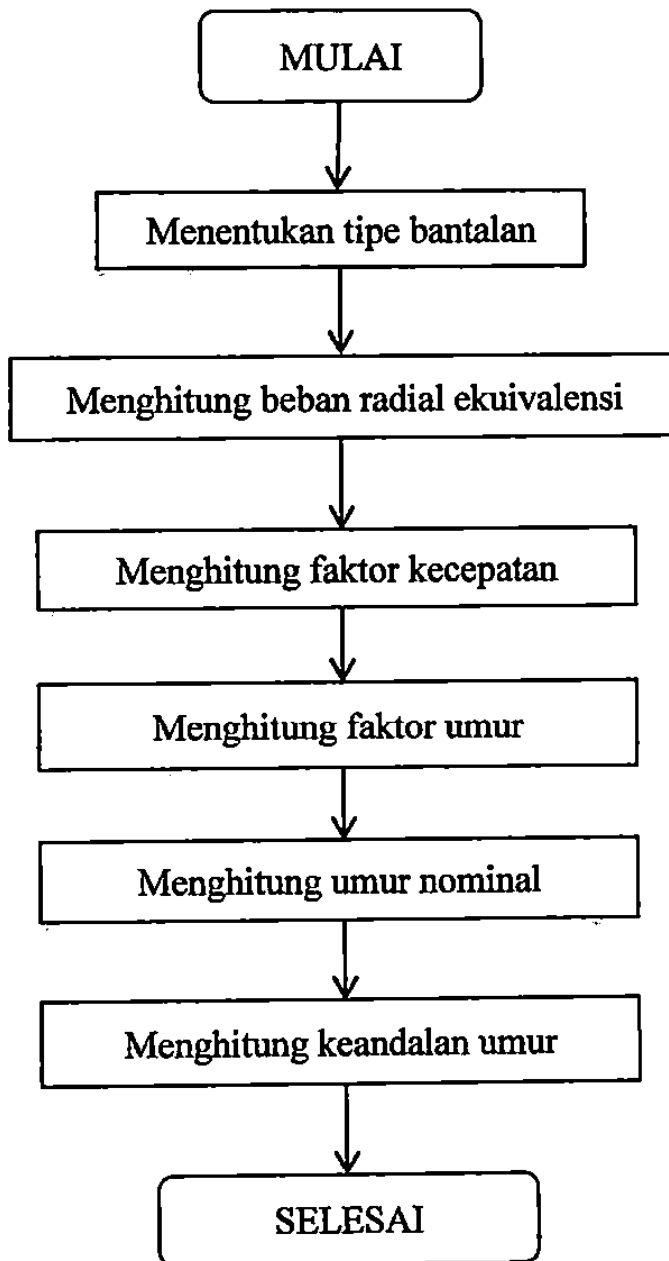 MULAI
Menentukan tipe bantalan
Menghitung beban radial ekuivalensi
Menghitung faktor kecepatan
Menghitung faktor umur
Menghitung umur nominal
Menghitung keandalan umur
SELESAI